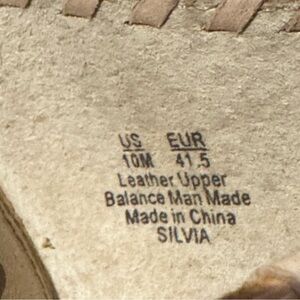 US EUR
10M 41.5
Leather Upper
Balance Man Made
Made in China
SILVIA